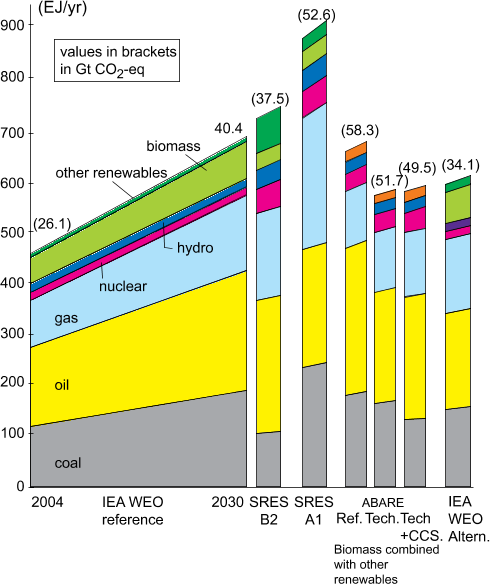 (EJ/yr)
(52.6)
900
values in brackets
in Gt CO2-eq
800
(37.5)
700
40.4
(58.3)
biomass
600
other renewables
(51.7)
(49.5)
(34.1)
(26.1)
500
hydro
400
nuclear
300
gas
200
oil
100
coal
0
2004
IEA WEO
reference
2030
SRES
B2
SRES
A1
ABARE
Ref. Tech. Tech
+CCS.
IEA
WEO
Altern.
Biomass combined
with other
renewables